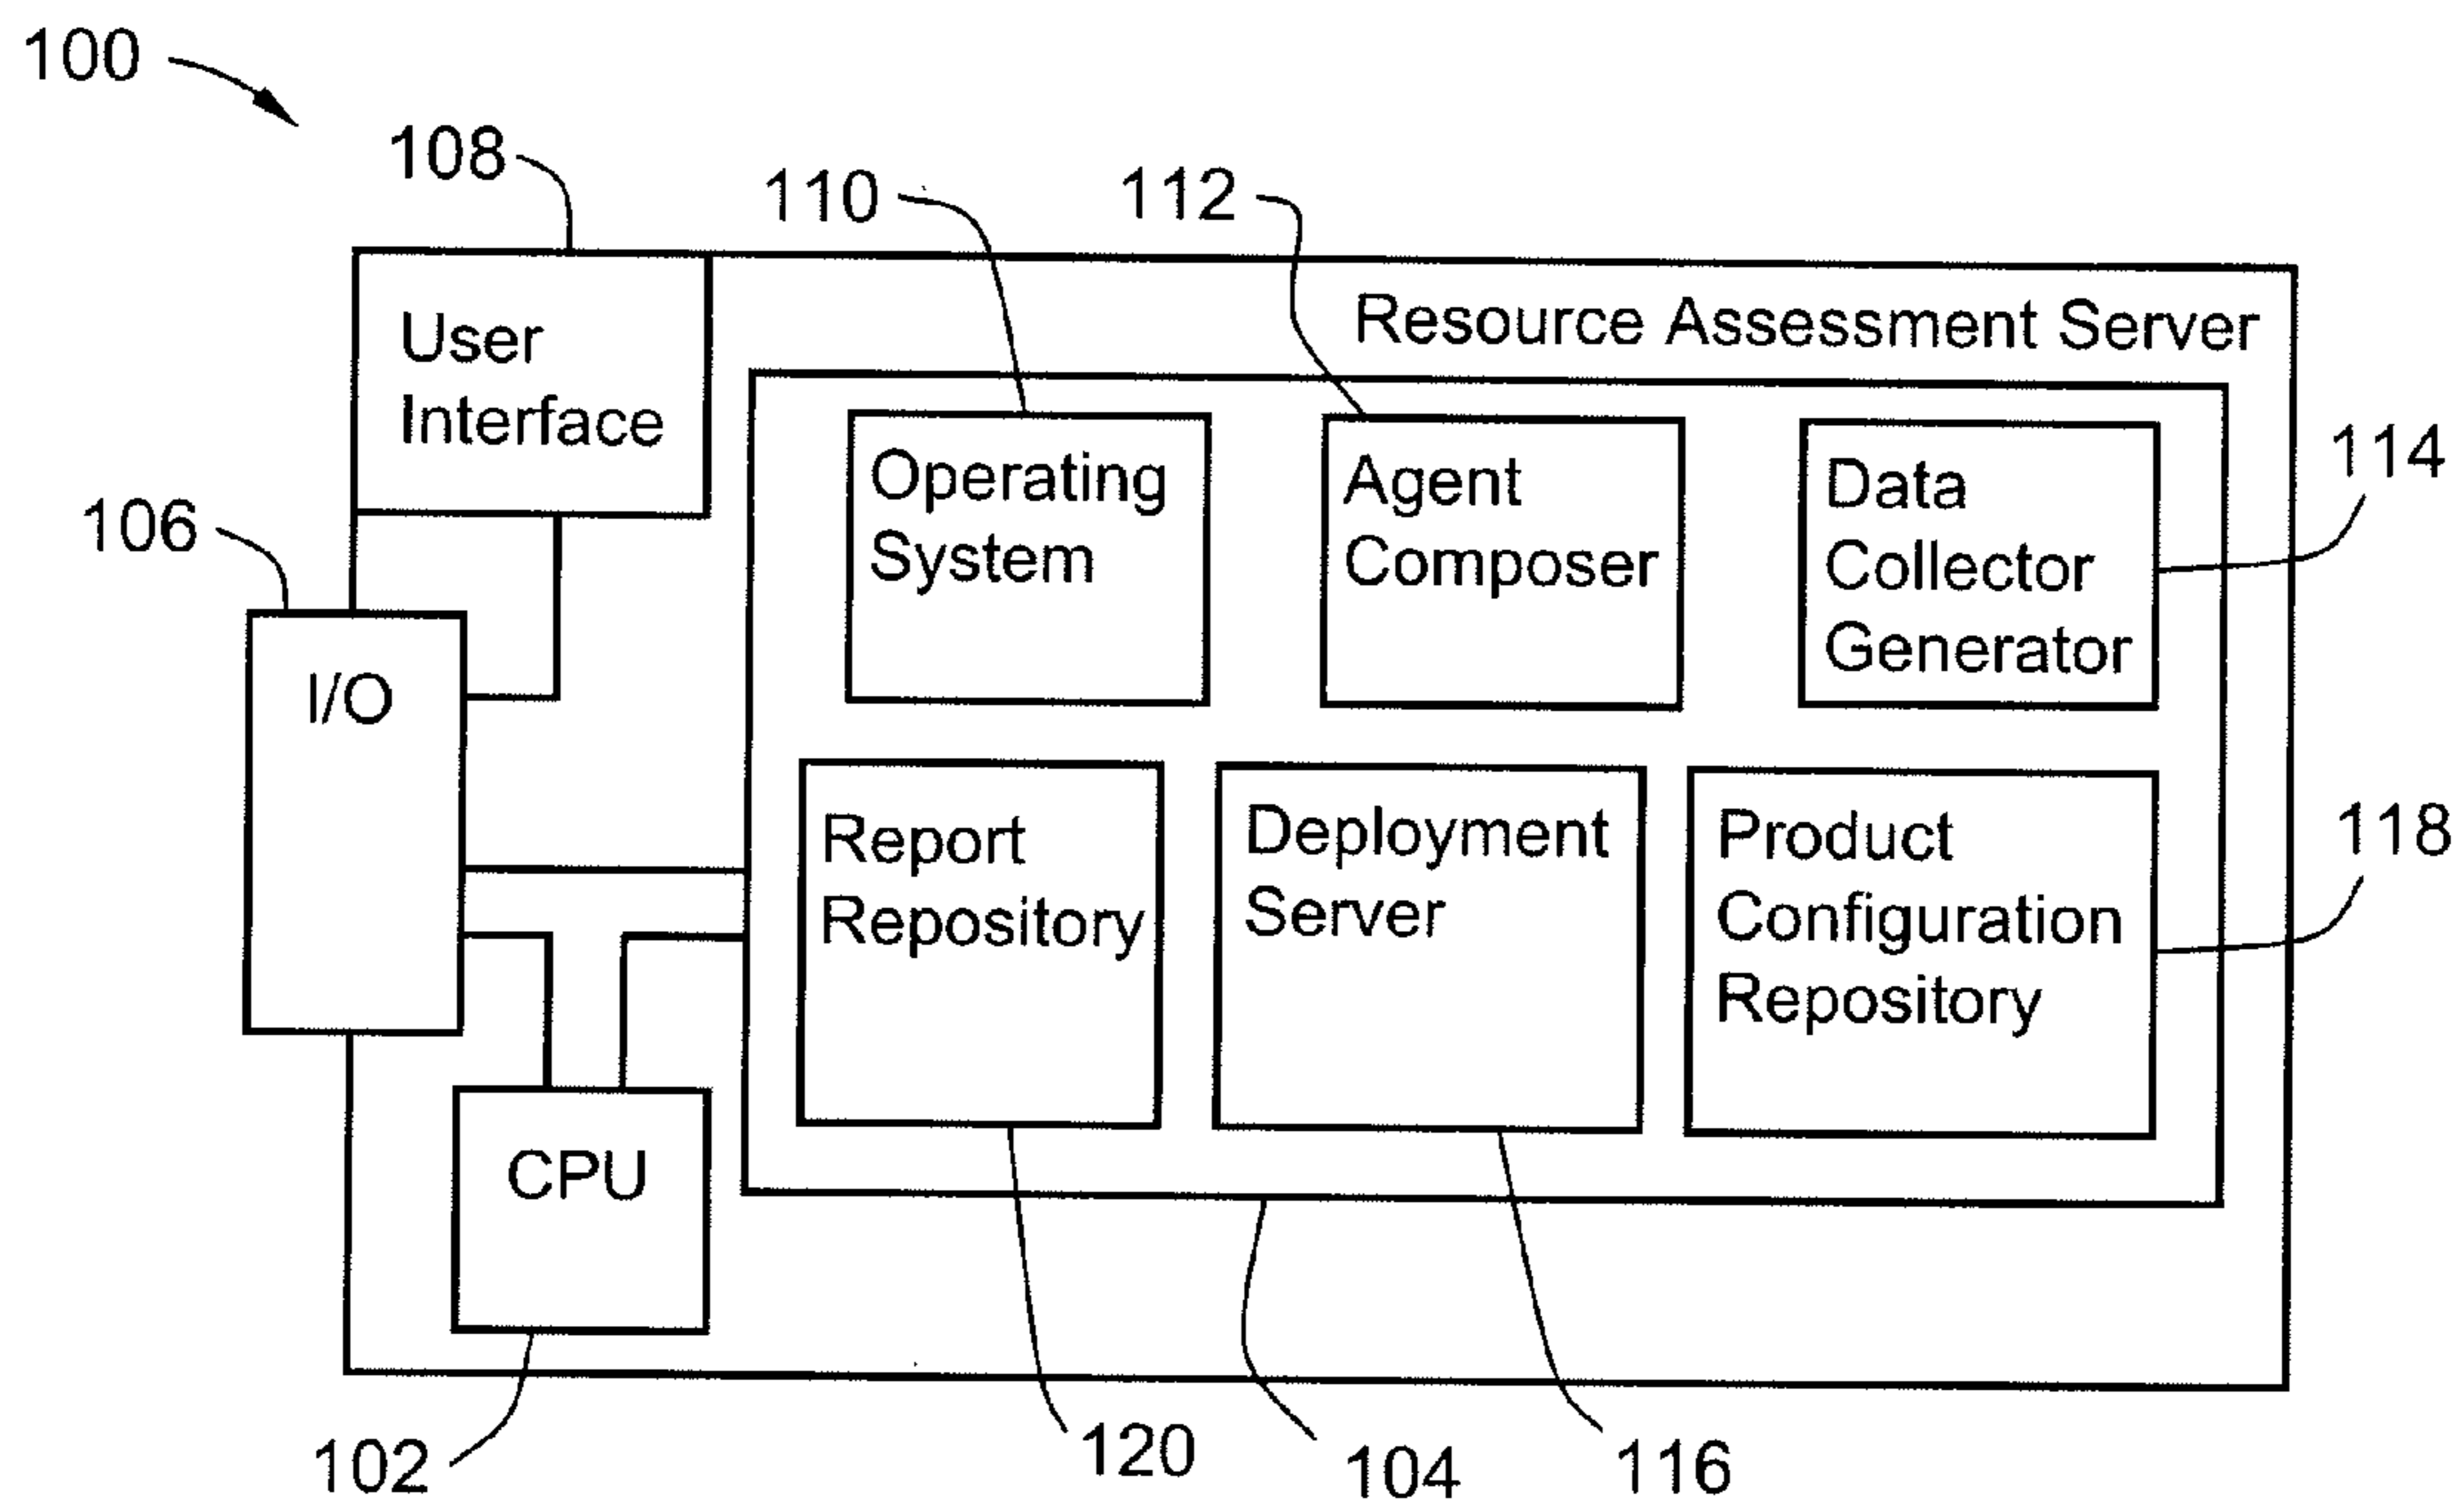 100
108
110
112
Resource Assessment Server
User
Interface
Operating
System
Agent
Composer
Data
Collector
Generator
114
106
I/O
Report
Repository
Deployment
Server
Product
Configuration
Repository
118
CPU
102
120
104
116